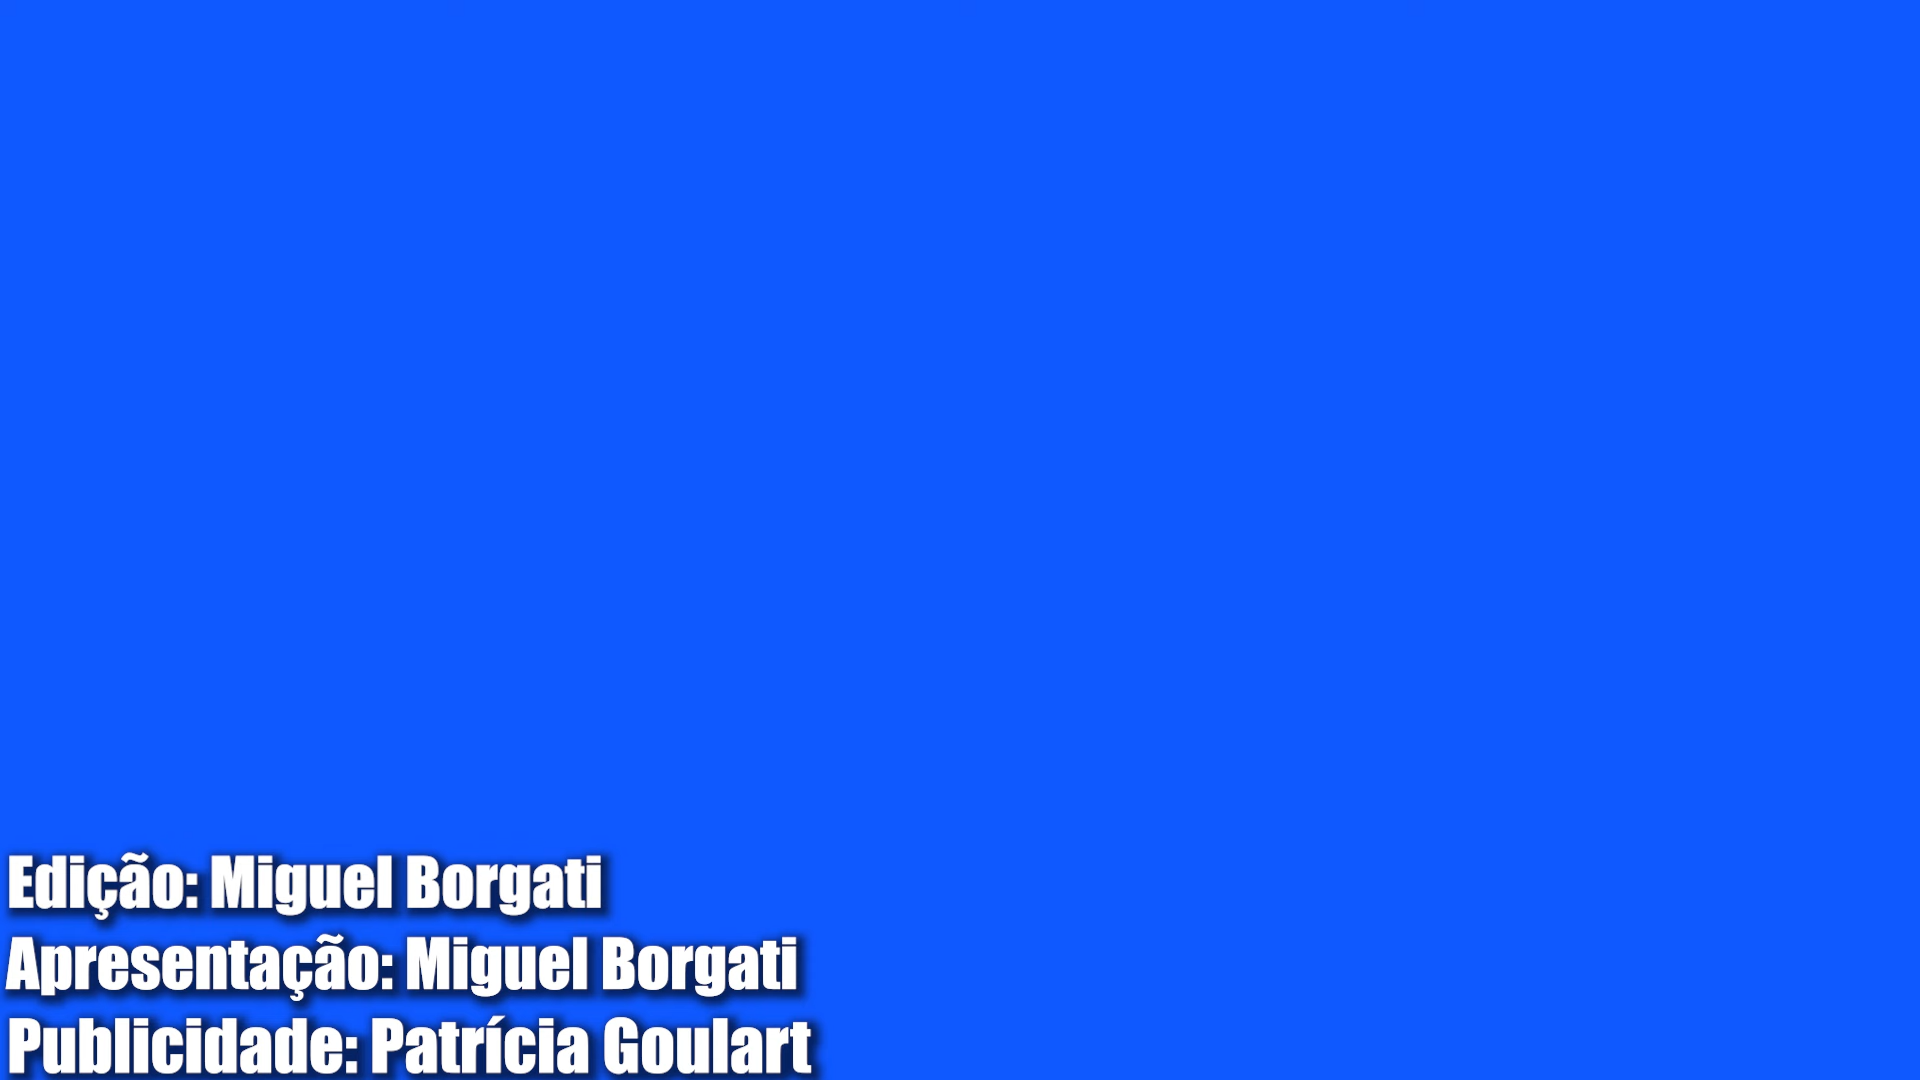 Edição: Miguel Borgati
Apresentação: Miguel Borgati
Publicidade: Patrícia Goulart